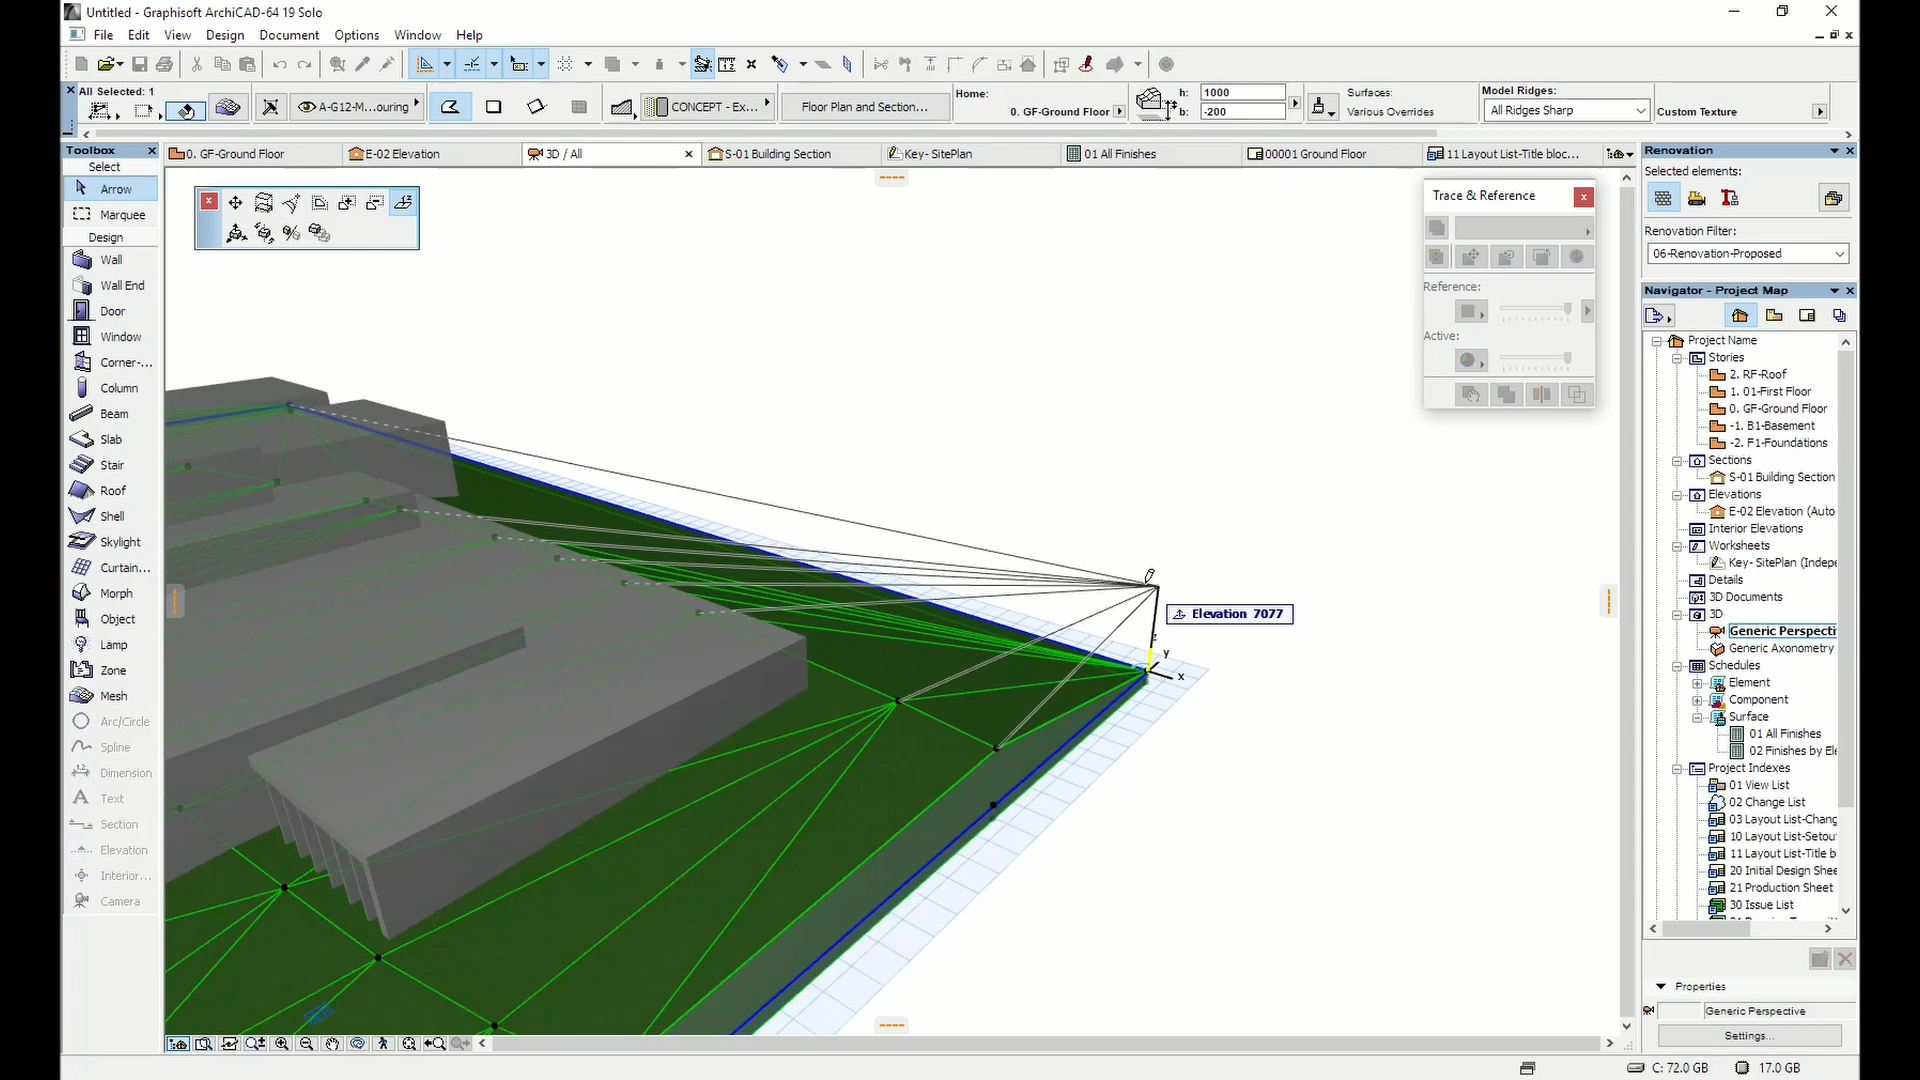 Untitled - Graphisoft ArchiCAD-64 19 Solo
File Edit View Design Document Options Window Help
All Selected: 1
A-G12-M...ouring
CONCEPT - Ex...
Floor Plan and Section...
Home:
0. GF-Ground Floor
h: 1000
b: -200
Surfaces:
Various Overrides
Model Ridges:
All Ridges Sharp
Custom Texture
Toolbox
Select
Arrow
Marquee
Design
Wall
Wall End
Door
Window
Corner-...
Column
Beam
Slab
Stair
Roof
Shell
Skylight
Curtain...
Morph
Object
Lamp
Zone
Mesh
Arc/Circle
Spline
Dimension
Text
Section
Elevation
Interior...
Camera
0. GF-Ground Floor
E-02 Elevation
3D / All
S-01 Building Section
Key- SitePlan
01 All Finishes
00001 Ground Floor
11 Layout List-Title bloc...
Trace & Reference
Reference:
Active:
Elevation 7077
z
y
x
Renovation
Selected elements:
Renovation Filter:
06-Renovation-Proposed
Navigator - Project Map
Project Name
Stories
2. RF-Roof
1. 01-First Floor
0. GF-Ground Floor
-1. B1-Basement
-2. F1-Foundations
Sections
S-01 Building Section
Elevations
E-02 Elevation (Auto
Interior Elevations
Worksheets
Key- SitePlan (Indepe
Details
3D Documents
3D
Generic Perspecti
Generic Axonometry
Schedules
Element
Component
Surface
01 All Finishes
02 Finishes by Ele
Project Indexes
01 View List
02 Change List
03 Layout List-Chang
10 Layout List-Setou
11 Layout List-Title b
20 Initial Design Shee
21 Production Sheet
30 Issue List
Properties
Generic Perspective
Settings...
C: 72.0 GB
17.0 GB